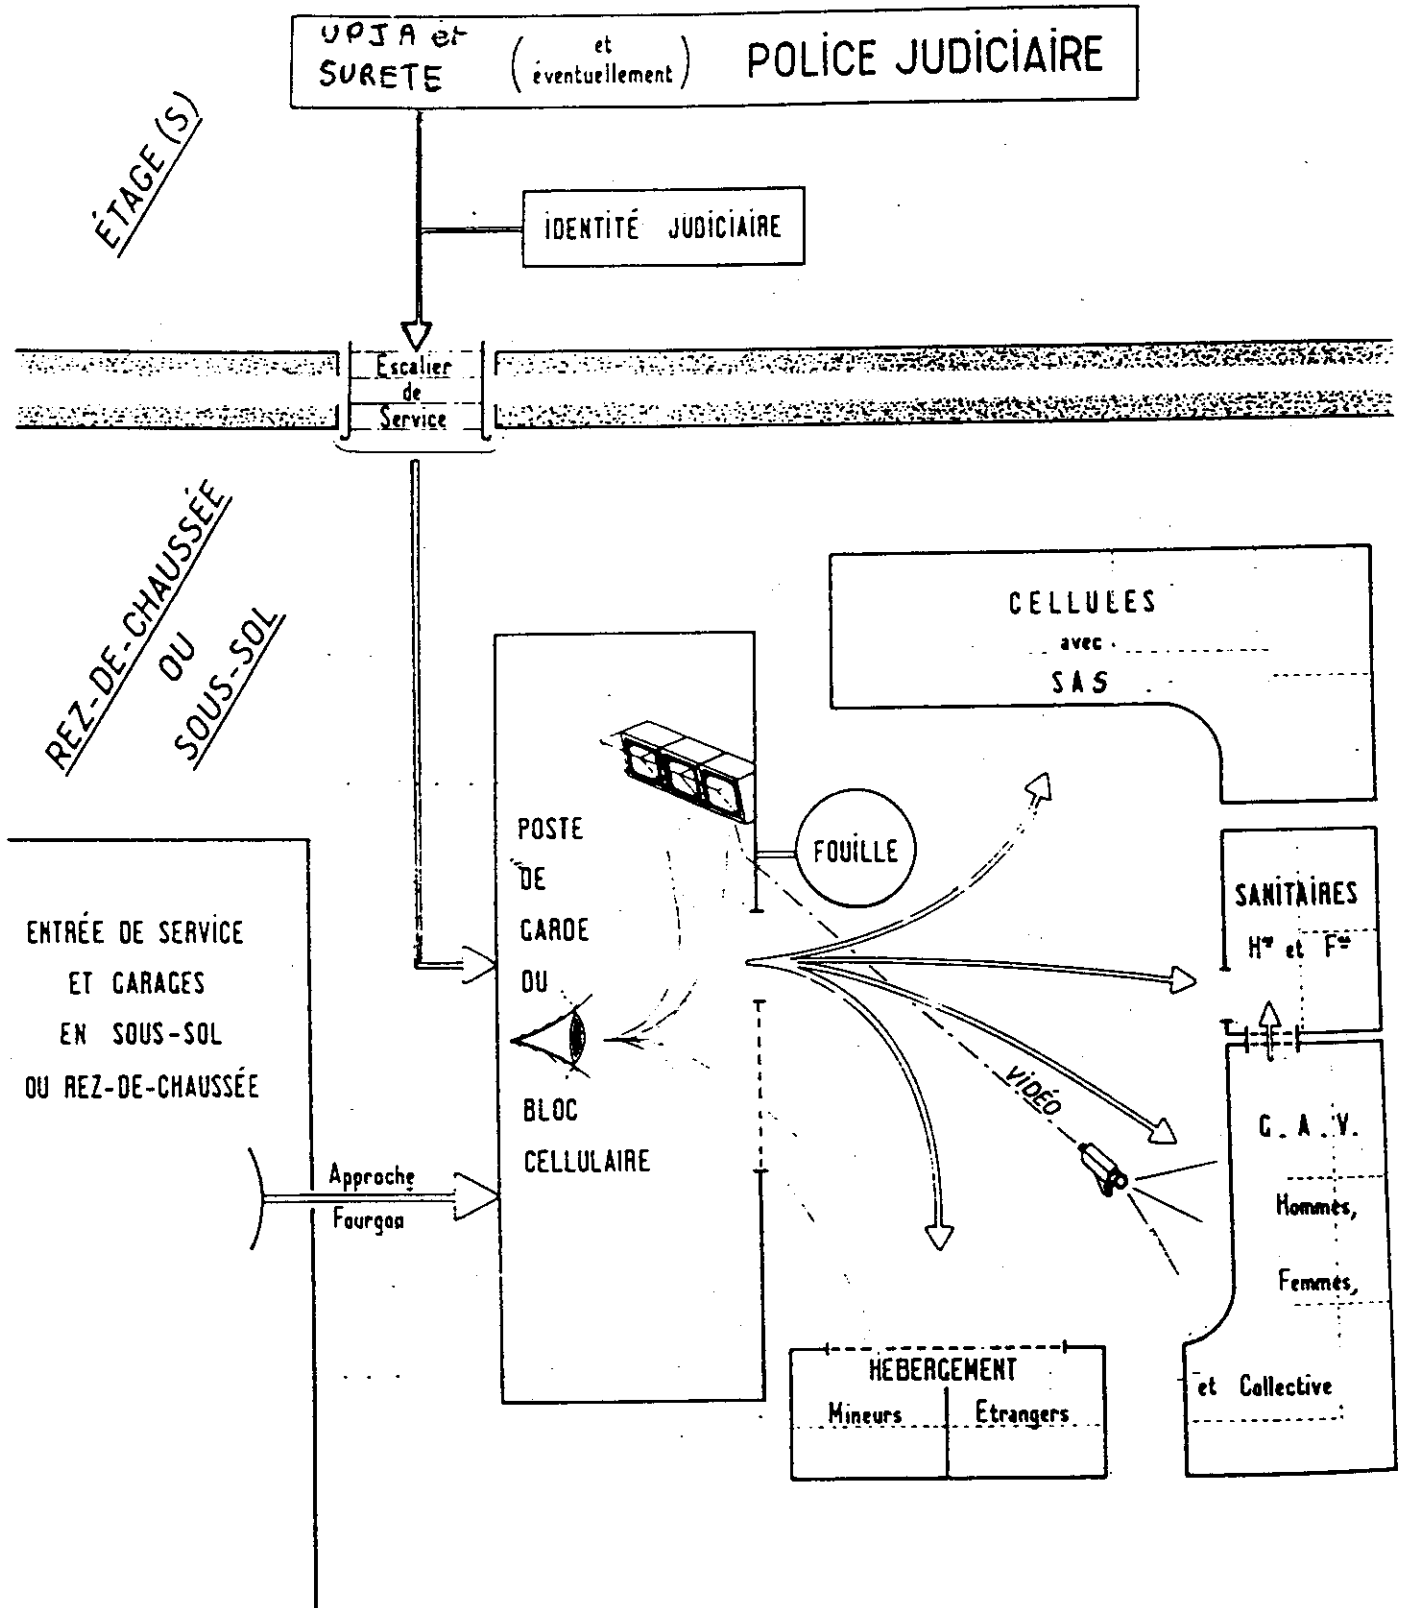 UPJA et
SURETE
( et
éventuellement )
POLICE JUDICIAIRE
ÉTAGE (S)
IDENTITÉ JUDICIAIRE
Escalier
de
Service
REZ-DE-CHAUSSÉE
OU
SOUS-SOL
CELLULES
avec
SAS
POSTE
DE
GARDE
OU
BLOC
CELLULAIRE
FOUILLE
ENTRÉE DE SERVICE
ET GARAGES
EN SOUS-SOL
OU REZ-DE-CHAUSSÉE
Approche
Fourgon
SANITAIRES
H et F
VIDÉO
G. A. V.
Hommes,
Femmes,
et Collective
HEBERGEMENT
Mineurs
Etrangers